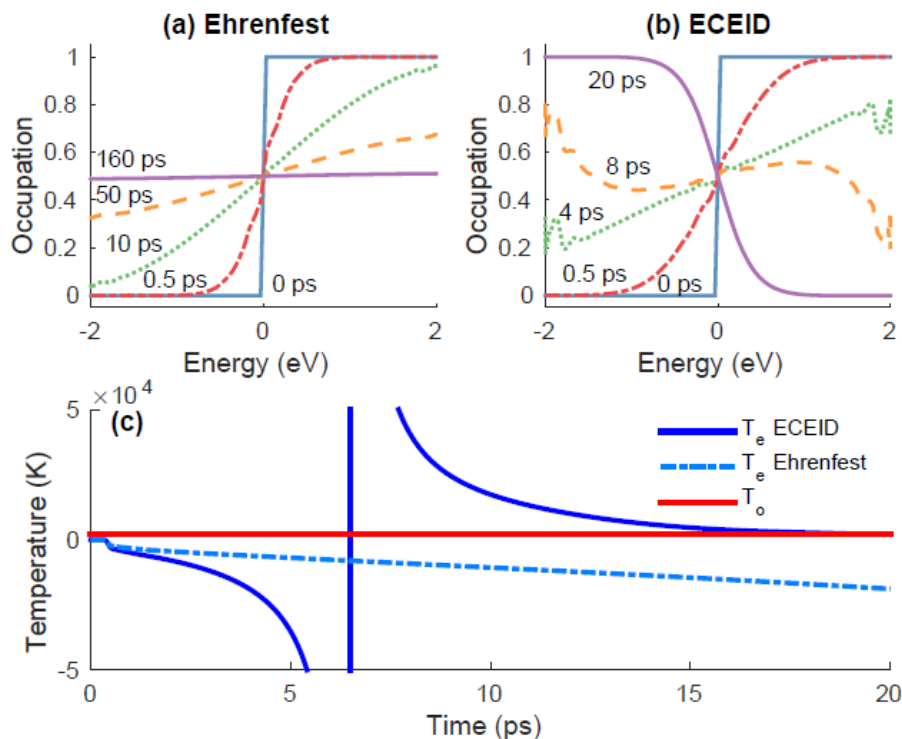 (a) Ehrenfest
Occupation
1
0.8
0.6
0.4
0.2
0
160 ps
50 ps
10 ps
0.5 ps
0 ps
-2
0
2
Energy (eV)
(b) ECEID
Occupation
1
0.8
0.6
0.4
0.2
0
20 ps
8 ps
4 ps
0.5 ps
0 ps
-2
0
2
Energy (eV)
×10⁴
(c)
Temperature (K)
5
0
-5
T_e ECEID
T_e Ehrenfest
T_o
0
5
10
15
20
Time (ps)